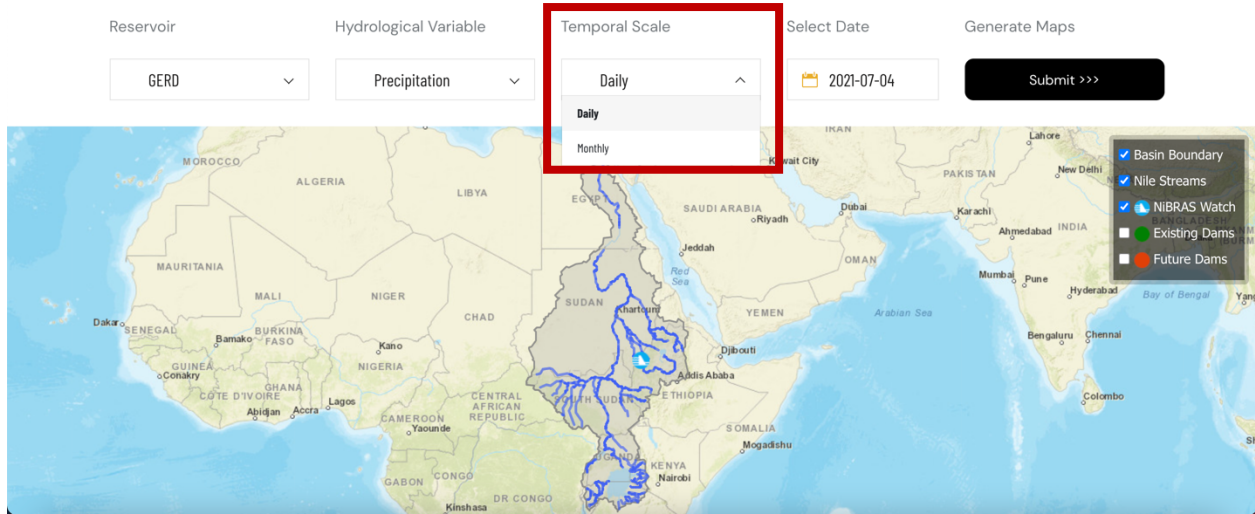 Reservoir
Hydrological Variable
Temporal Scale
Select Date
Generate Maps
GERD
Precipitation
Daily
2021-07-04
Submit >>>
Daily
Monthly
Basin Boundary
Nile Streams
NiBRAS Watch
Existing Dams
Future Dams
IRAN
Lahore
MOROCCO
ALGERIA
LIBYA
EGYPT
Kuwait City
PAKISTAN
New Delhi
SAUDI ARABIA
Riyadh
Dubai
Karachi
Ahmedabad
INDIA
BANGLADESH
Jeddah
OMAN
MAURITANIA
Red
Sea
Mumbai
Pune
MALI
NIGER
CHAD
SUDAN
Khartoum
YEMEN
Arabian Sea
Hyderabad
Bay of Bengal
Dakar
SENEGAL
Bamako
BURKINA
FASO
Kano
Djibouti
Bengaluru
Chennai
GUINEA
Conakry
NIGERIA
Addis Ababa
GHANA
COTE D'IVOIRE
Abidjan
Accra
Lagos
CENTRAL
AFRICAN
REPUBLIC
SOUTH SUDAN
ETHIOPIA
Colombo
CAMEROON
Yaounde
SOMALIA
Mogadishu
UGANDA
KENYA
Nairobi
GABON
CONGO
DR CONGO
Kinshasa